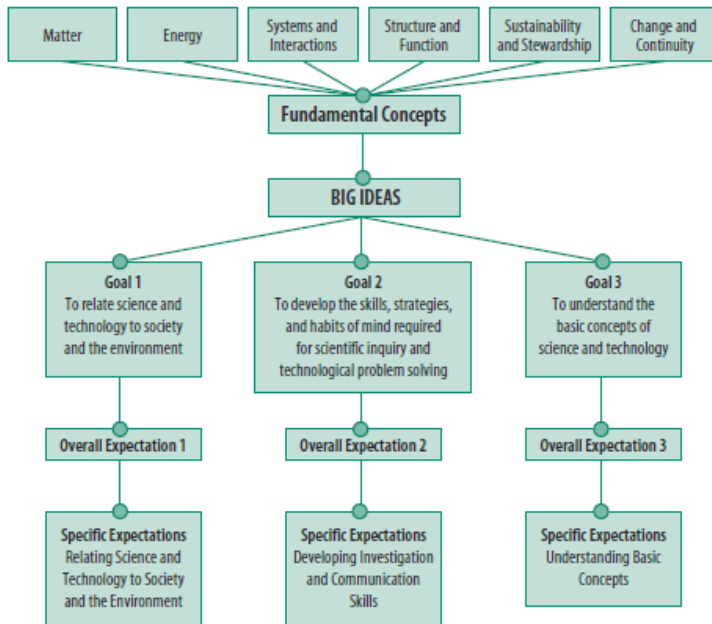 Matter
Energy
Systems and
Interactions
Structure and
Function
Sustainability
and Stewardship
Change and
Continuity
Fundamental Concepts
BIG IDEAS
Goal 1
To relate science and
technology to society
and the environment
Goal 2
To develop the skills, strategies,
and habits of mind required
for scientific inquiry and
technological problem solving
Goal 3
To understand the
basic concepts of
science and technology
Overall Expectation 1
Overall Expectation 2
Overall Expectation 3
Specific Expectations
Relating Science and
Technology to Society
and the Environment
Specific Expectations
Developing Investigation
and Communication
Skills
Specific Expectations
Understanding Basic
Concepts